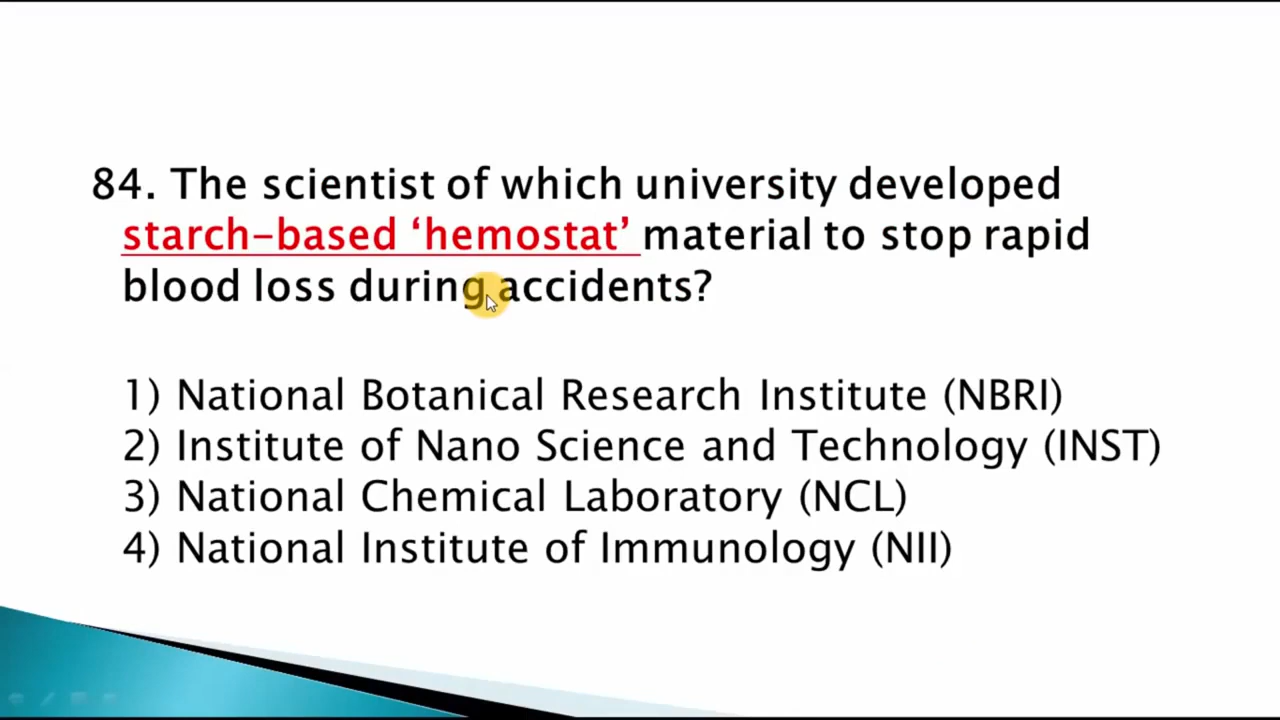 84. The scientist of which university developed
starch-based ‘hemostat’ material to stop rapid
blood loss during accidents?
1) National Botanical Research Institute (NBRI)
2) Institute of Nano Science and Technology (INST)
3) National Chemical Laboratory (NCL)
4) National Institute of Immunology (NII)